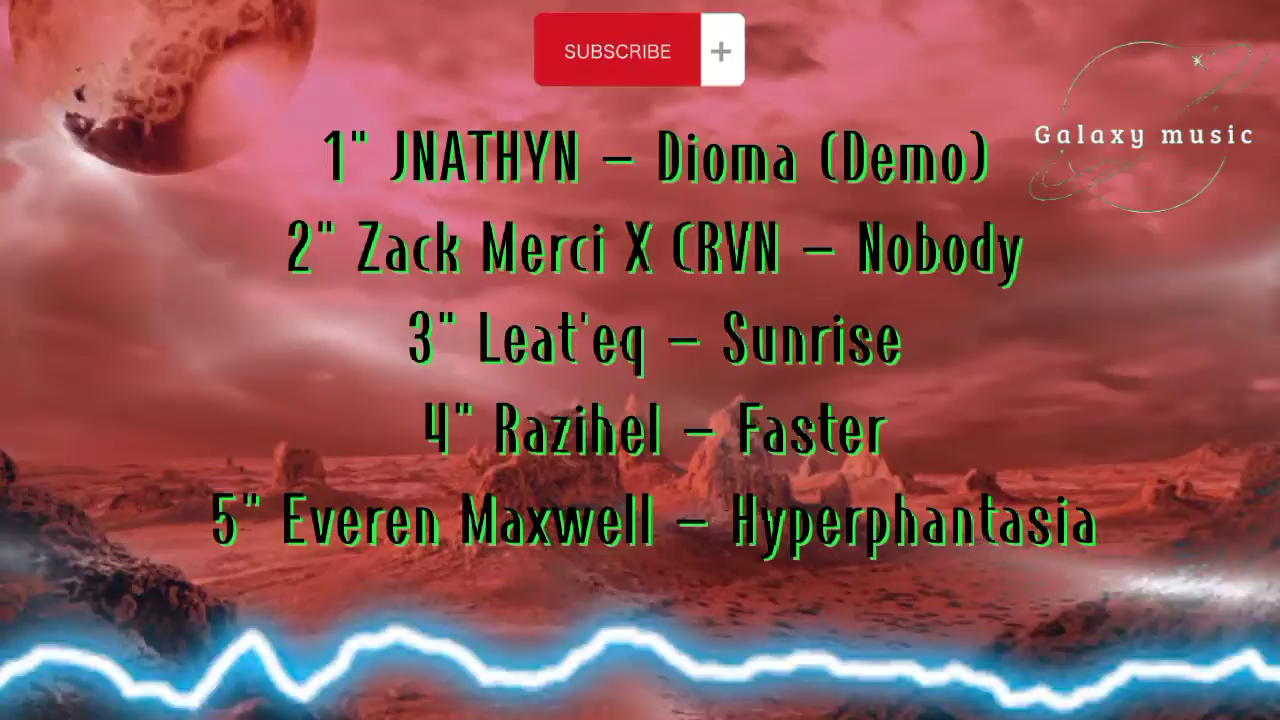 SUBSCRIBE +
Galaxy music
1" JNATHYN – Dioma (Demo)
2" Zack Merci X CRVN – Nobody
3" Leat'eq – Sunrise
4" Razihel – Faster
5" Everen Maxwell – Hyperphantasia